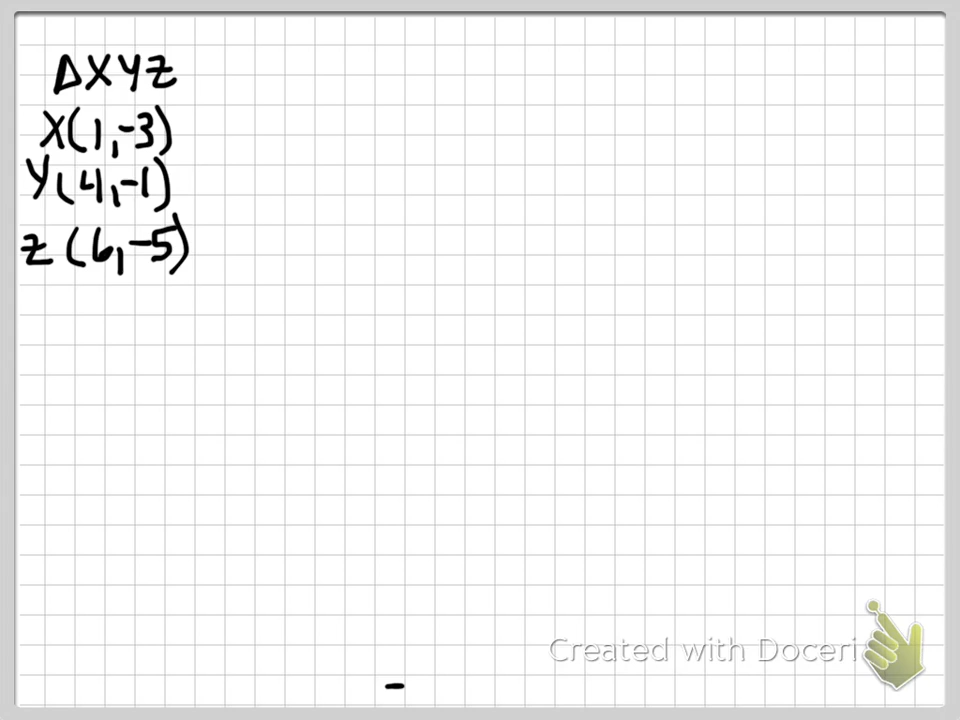 ΔXYZ
X(1,-3)
Y(4,-1)
Z(6,-5)
Created with Doceri
-